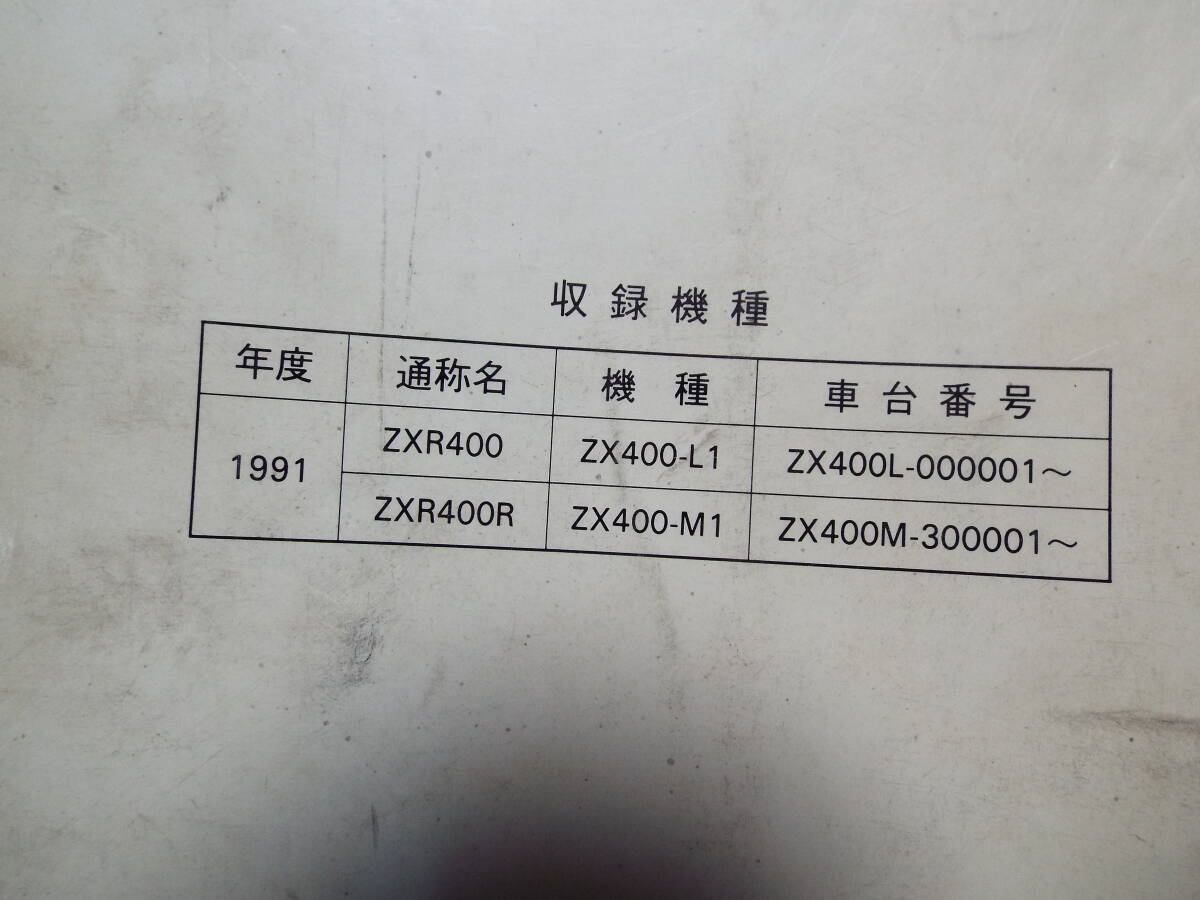 収録機種
年度 通称名 機種 車台番号
1991 ZXR400 ZX400-L1 ZX400L-000001～
ZXR400R ZX400-M1 ZX400M-300001～